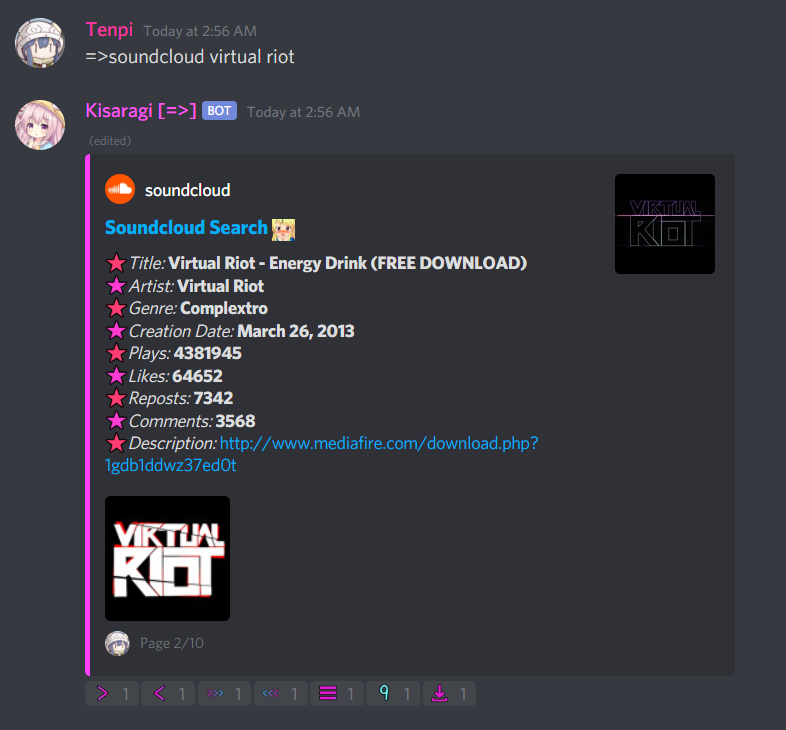 Tenpi Today at 2:56 AM
=>soundcloud virtual riot
Kisaragi [=>] BOT Today at 2:56 AM
(edited)
soundcloud
VIRTUAL
RIOT
Soundcloud Search
Title: Virtual Riot - Energy Drink (FREE DOWNLOAD)
Artist: Virtual Riot
Genre: Complextro
Creation Date: March 26, 2013
Plays: 4381945
Likes: 64652
Reposts: 7342
Comments: 3568
Description: http://www.mediafire.com/download.php?
1gdb1ddwz37ed0t
VIRTUAL
RIOT
Page 2/10
> 1 < 1 >>> 1 <<< 1 1 9 1 1